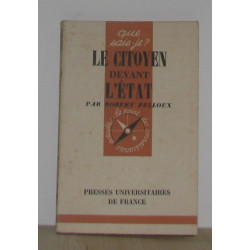 que
sais-je?
LE CITOYEN
DEVANT
L'ÉTAT
PAR ROBERT PELLOUX
PRESSES UNIVERSITAIRES
DE FRANCE